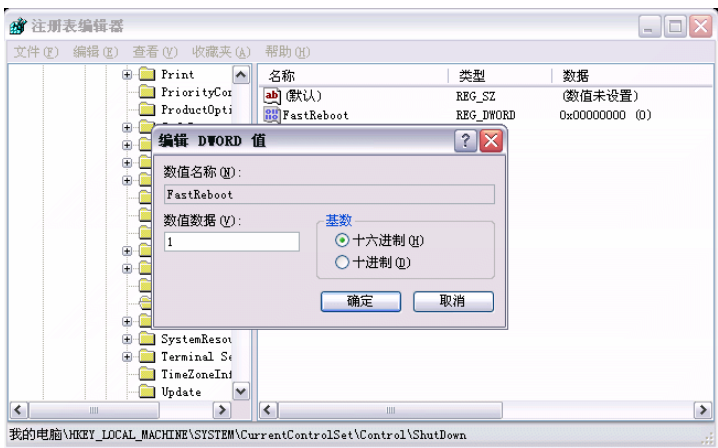 注册表编辑器
文件(F) 编辑(E) 查看(V) 收藏夹(A) 帮助(H)
Print
PriorityCon
ProductOpti
名称 类型 数据
(默认) REG_SZ (数值未设置)
FastReboot REG_DWORD 0x00000000 (0)
编辑 DWORD 值
数值名称(N):
FastReboot
数值数据(V):
1
基数
十六进制(H)
十进制(D)
确定 取消
SystemResou
Terminal Se
TimeZoneInf
Update
我的电脑\HKEY_LOCAL_MACHINE\SYSTEM\CurrentControlSet\Control\ShutDown